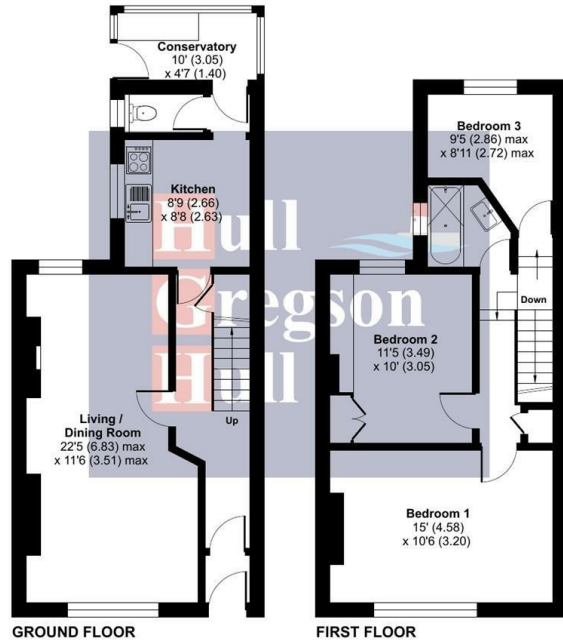 Conservatory
10' (3.05)
x 4'7 (1.40)
Kitchen
8'9 (2.66)
x 8'8 (2.63)
Living /
Dining Room
22'5 (6.83) max
x 11'6 (3.51) max
Up
GROUND FLOOR
Bedroom 3
9'5 (2.86) max
x 8'11 (2.72) max
Down
Bedroom 2
11'5 (3.49)
x 10' (3.05)
Bedroom 1
15' (4.58)
x 10'6 (3.20)
FIRST FLOOR
Hull
Gregson
Hull